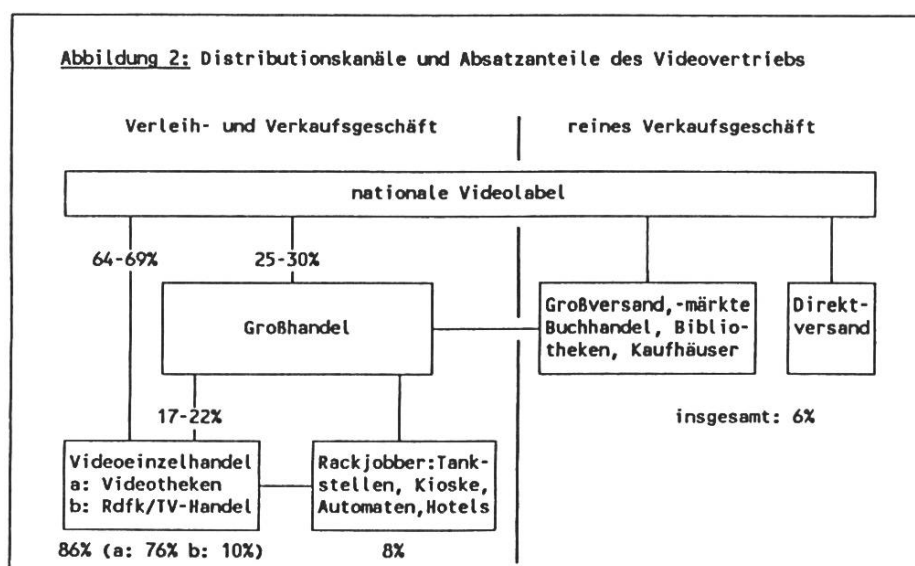 Abbildung 2: Distributionskanäle und Absatzanteile des Videovertriebs
Verleih- und Verkaufsgeschäft
reines Verkaufsgeschäft
nationale Videolabel
64-69%
25-30%
Großhandel
Großversand,-märkte
Buchhandel, Biblio-
theken, Kaufhäuser
Direkt-
versand
17-22%
insgesamt: 6%
Videoeinzelhandel
a: Videotheken
b: Rdfk/TV-Handel
Rackjobber:Tank-
stellen, Kioske,
Automaten,Hotels
86% (a: 76% b: 10%)
8%